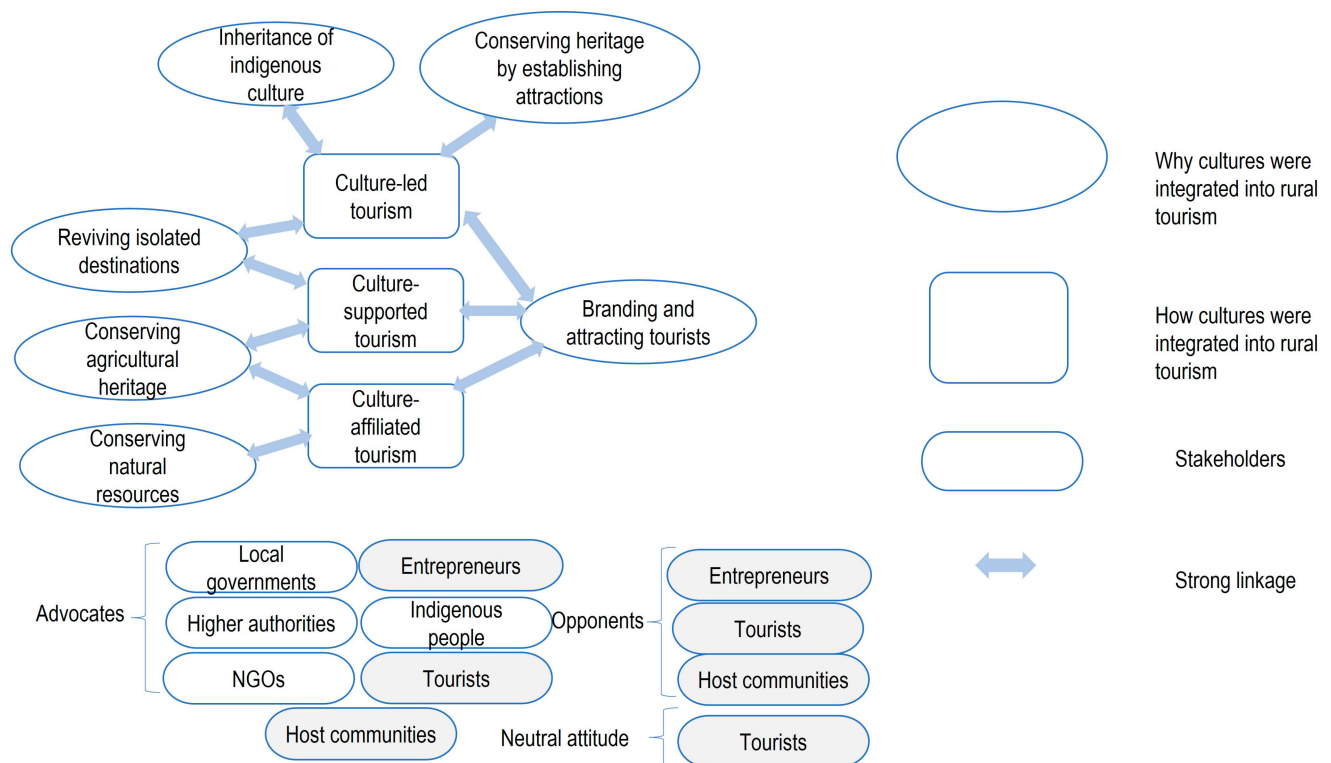 Inheritance of
indigenous
culture
Conserving heritage
by establishing
attractions
Culture-led
tourism
Reviving isolated
destinations
Culture-
supported
tourism
Branding and
attracting tourists
Conserving
agricultural
heritage
Culture-
affiliated
tourism
Conserving
natural
resources
Why cultures were
integrated into rural
tourism
How cultures were
integrated into rural
tourism
Stakeholders
Strong linkage
Advocates
Local
governments
Entrepreneurs
Higher authorities
Indigenous
people
NGOs
Tourists
Host communities
Opponents
Entrepreneurs
Tourists
Host communities
Neutral attitude
Tourists